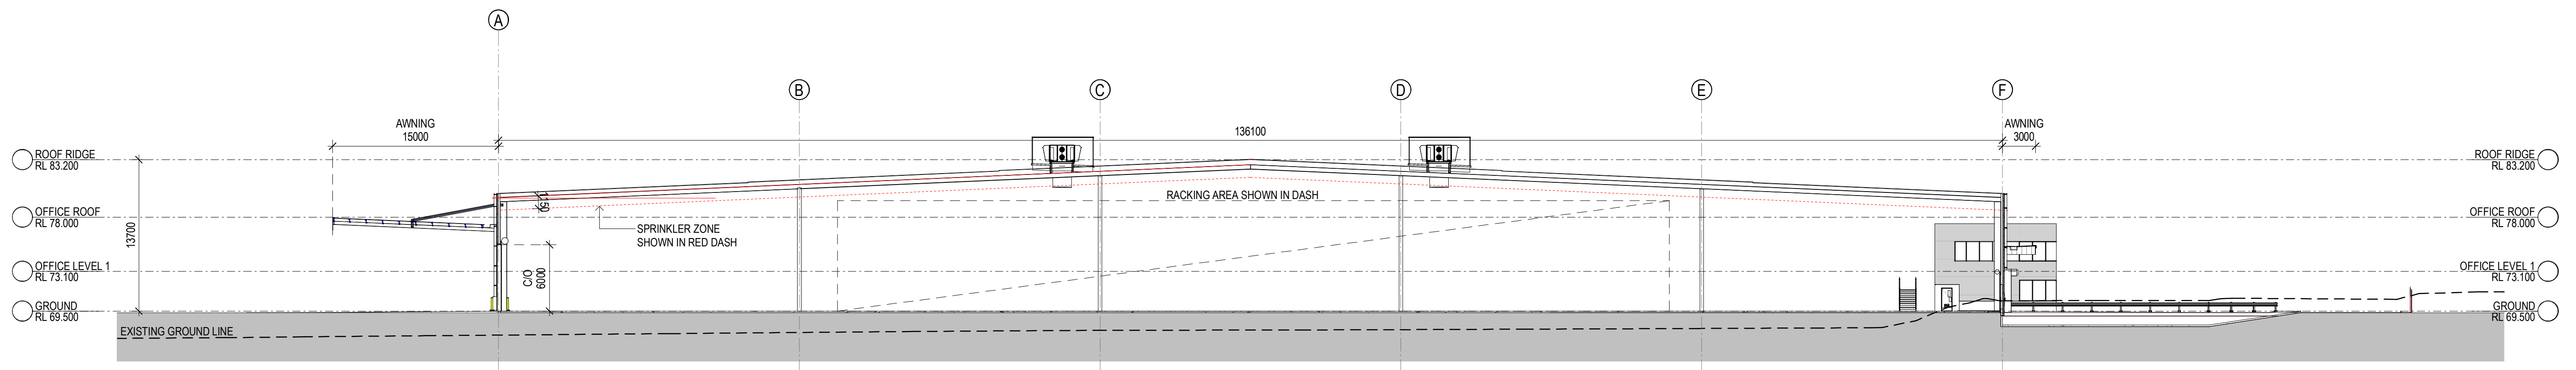 A
B
C
D
E
F
AWNING
15000
136100
AWNING
3000
ROOF RIDGE
RL 83.200
ROOF RIDGE
RL 83.200
RACKING AREA SHOWN IN DASH
OFFICE ROOF
RL 78.000
OFFICE ROOF
RL 78.000
13700
SPRINKLER ZONE
SHOWN IN RED DASH
C/O
6000
OFFICE LEVEL 1
RL 73.100
OFFICE LEVEL 1
RL 73.100
GROUND
RL 69.500
GROUND
RL 69.500
EXISTING GROUND LINE